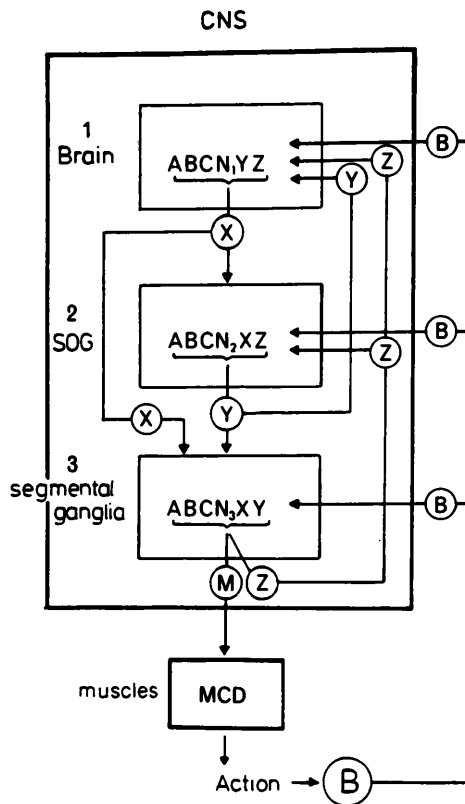 CNS
1
Brain
ABCN₁YZ
B
Z
Y
X
2
SOG
ABCN₂XZ
B
Z
X
Y
3
segmental
ganglia
ABCN₃XY
B
M
Z
muscles
MCD
Action
B